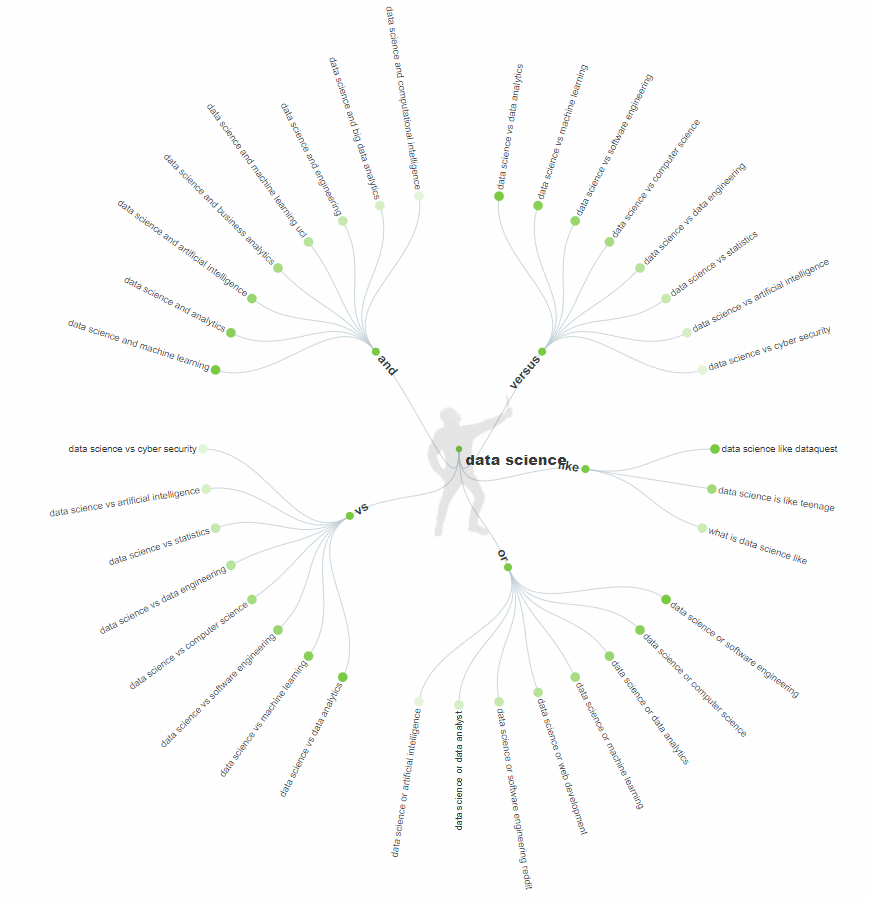 data science
and
data science and machine learning
data science and analytics
data science and artificial intelligence
data science and business analytics
data science and machine learning uci
data science and engineering
data science and big data analytics
data science and computational intelligence
versus
data science vs data analytics
data science vs machine learning
data science vs software engineering
data science vs computer science
data science vs data engineering
data science vs statistics
data science vs artificial intelligence
data science vs cyber security
like
data science like dataquest
data science is like teenage
what is data science like
or
data science or software engineering
data science or computer science
data science or data analytics
data science or machine learning
data science or web development
data science or software engineering reddit
data science or data analyst
data science or artificial intelligence
vs
data science vs data analytics
data science vs machine learning
data science vs software engineering
data science vs computer science
data science vs data engineering
data science vs statistics
data science vs artificial intelligence
data science vs cyber security